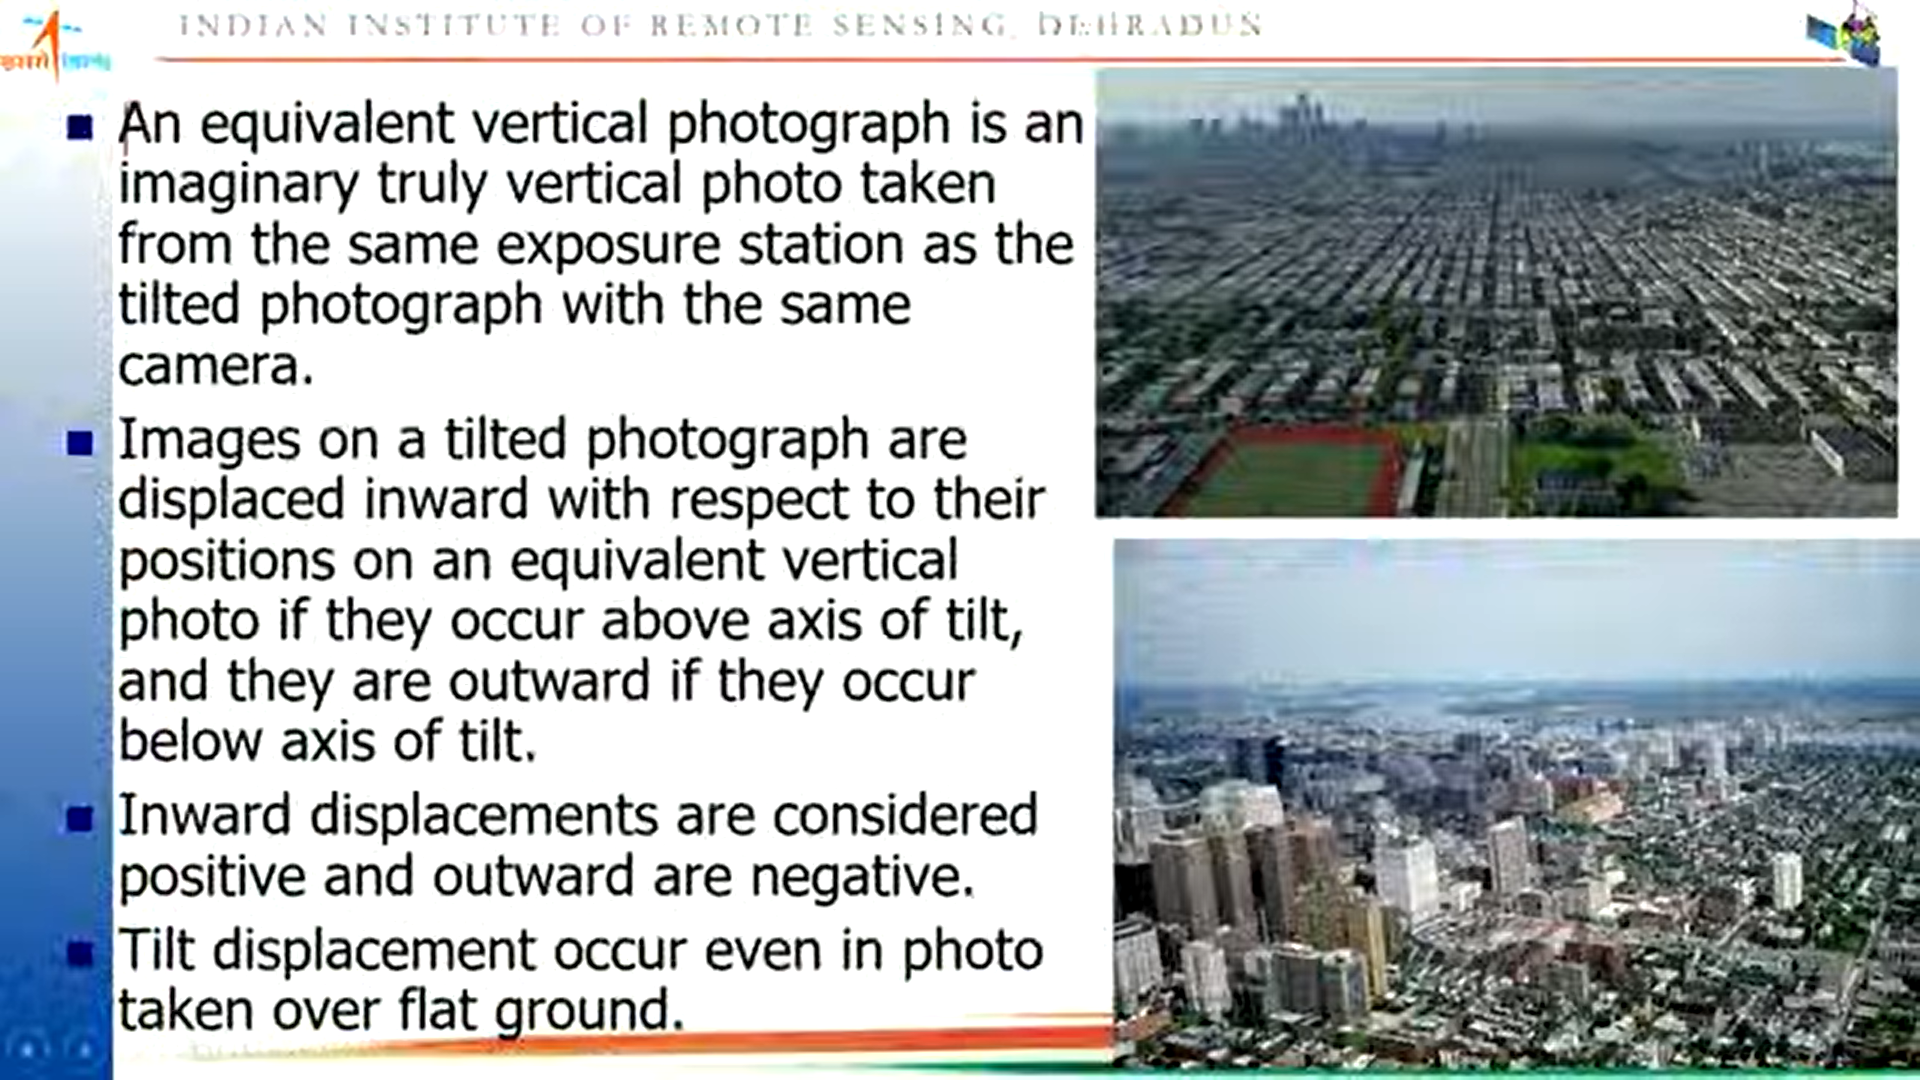 INDIAN INSTITUTE OF REMOTE SENSING, DEHRADUN
An equivalent vertical photograph is an
imaginary truly vertical photo taken
from the same exposure station as the
tilted photograph with the same
camera.
Images on a tilted photograph are
displaced inward with respect to their
positions on an equivalent vertical
photo if they occur above axis of tilt,
and they are outward if they occur
below axis of tilt.
Inward displacements are considered
positive and outward are negative.
Tilt displacement occur even in photo
taken over flat ground.